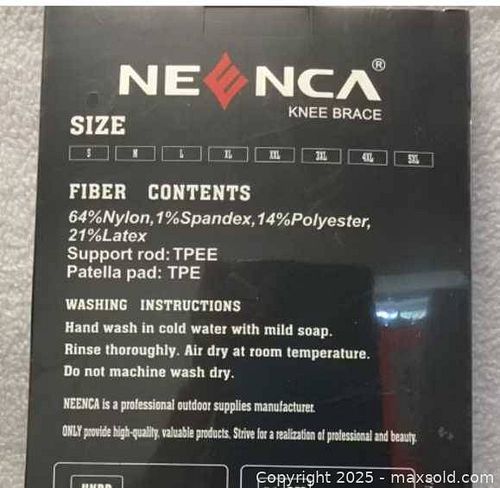 NEENCA®
KNEE BRACE
SIZE
S M L XL XXL 3XL 4XL 5XL
FIBER CONTENTS
64%Nylon,1%Spandex,14%Polyester,
21%Latex
Support rod: TPEE
Patella pad: TPE
WASHING INSTRUCTIONS
Hand wash in cold water with mild soap.
Rinse thoroughly. Air dry at room temperature.
Do not machine wash dry.
NEENCA is a professional outdoor supplies manufacturer.
ONLY provide high-quality, valuable products. Strive for a realization of professional and beauty.
Copyright 2025 - maxsold.com